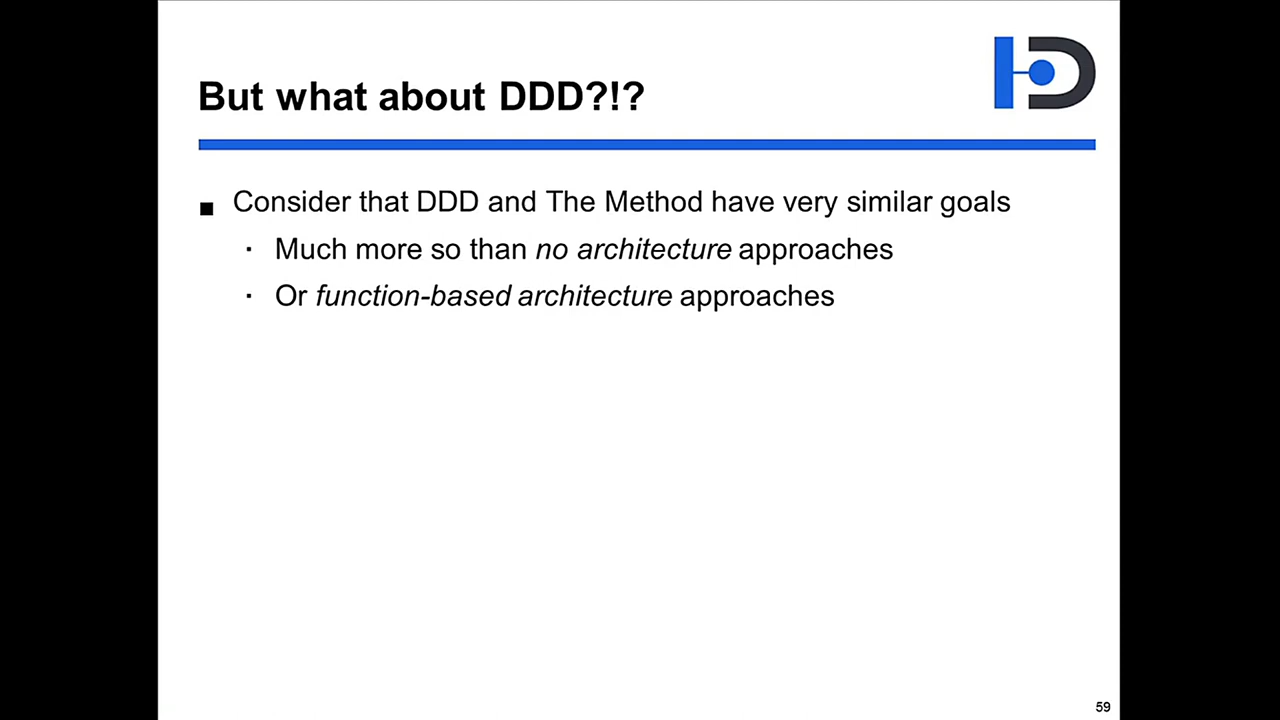 But what about DDD?!?
Consider that DDD and The Method have very similar goals
Much more so than no architecture approaches
Or function-based architecture approaches
59